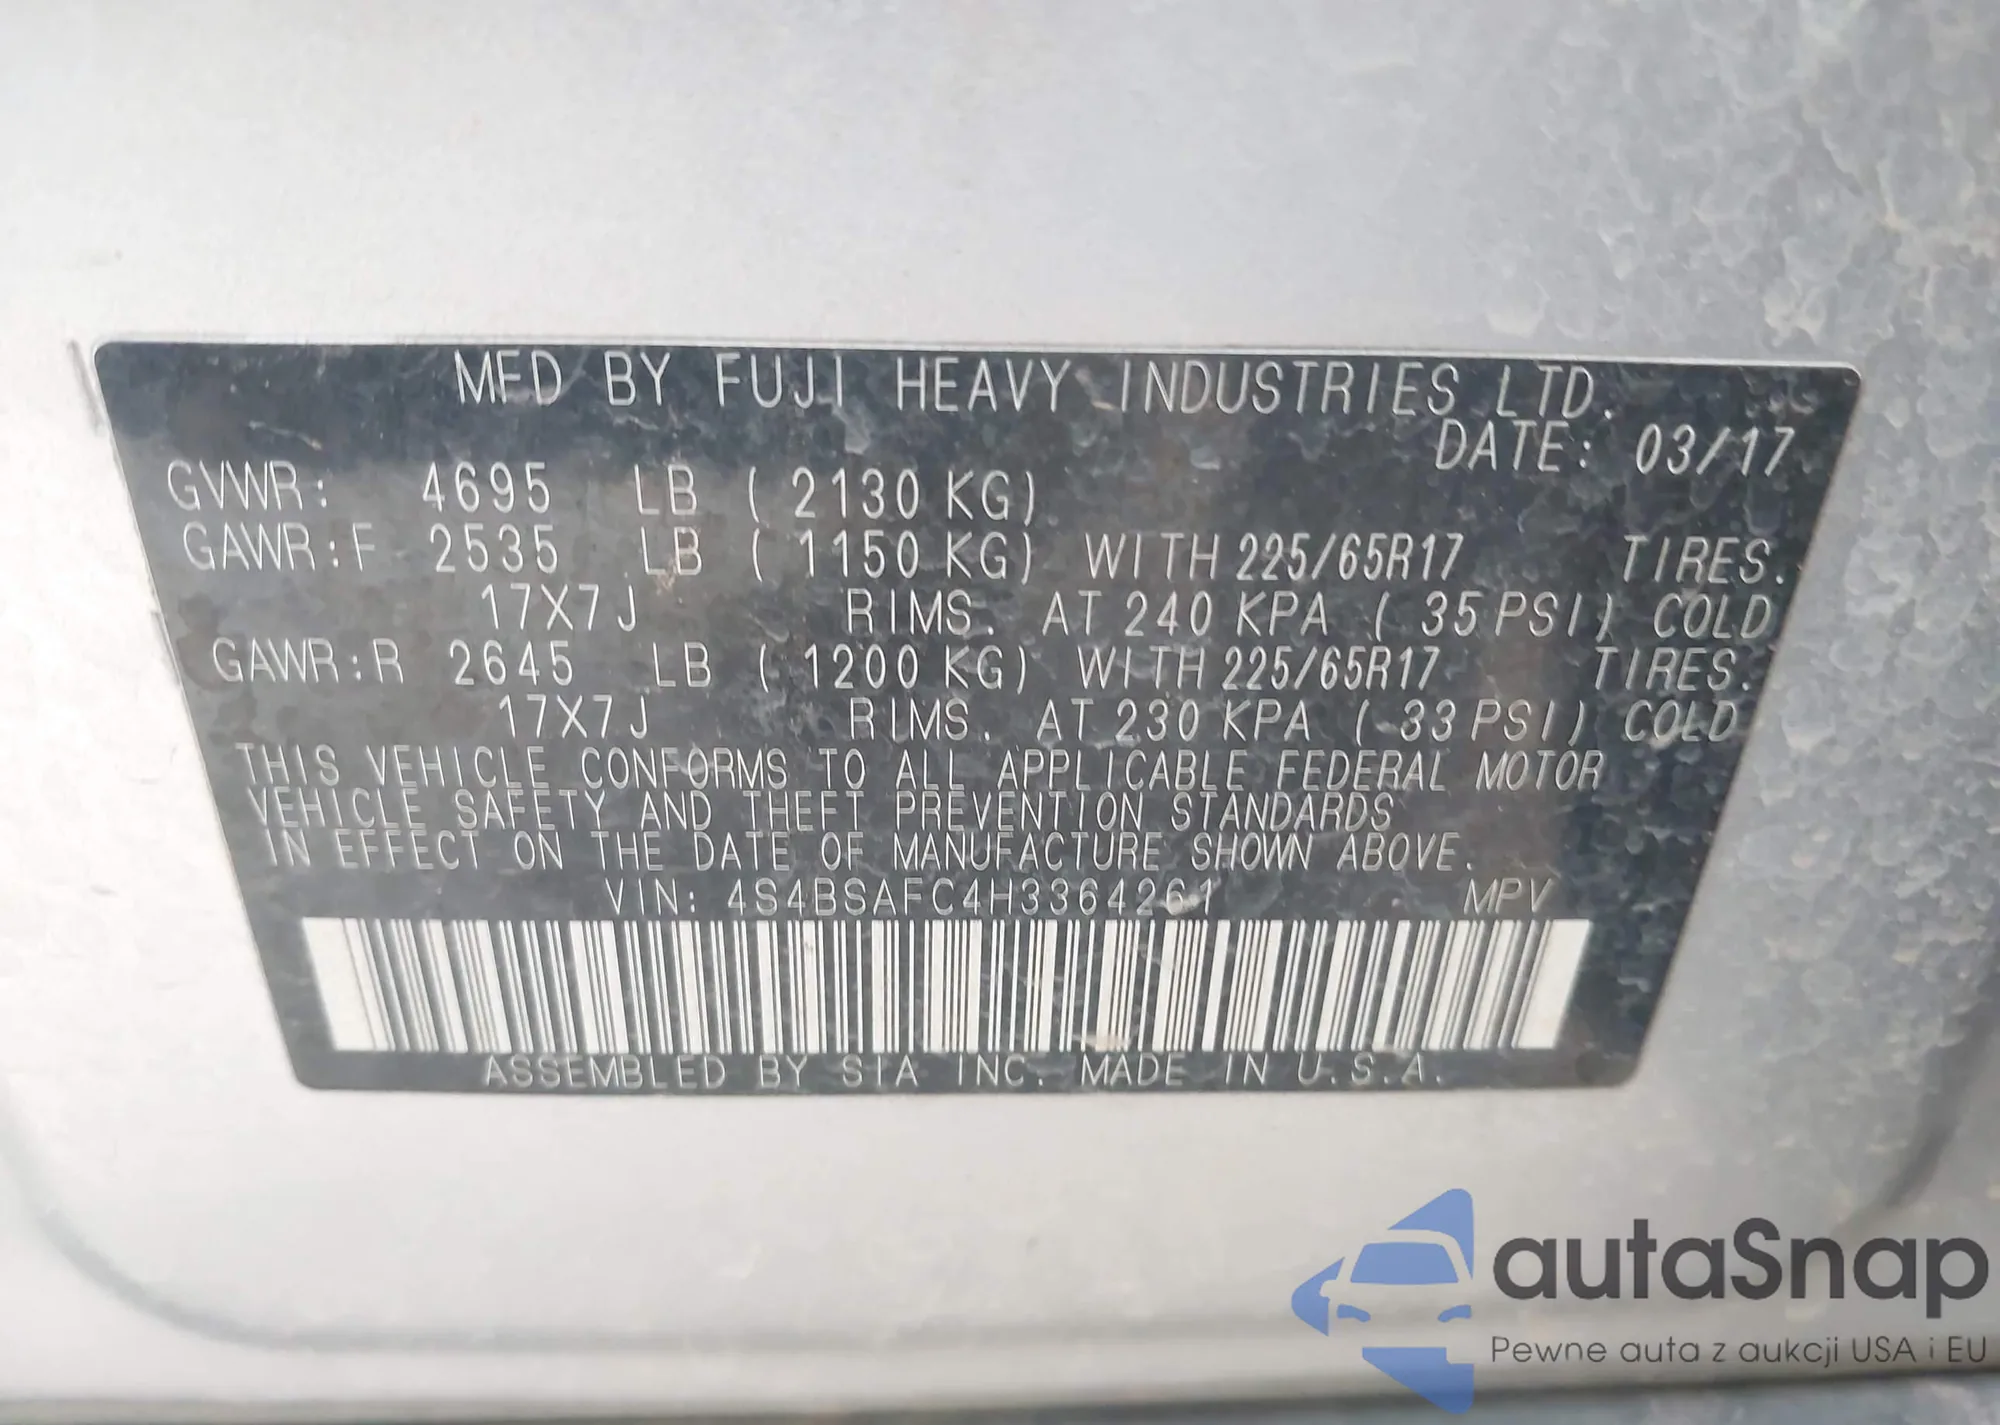 MFD BY FUJI HEAVY INDUSTRIES LTD.
DATE: 03/17
GVWR: 4695 LB ( 2130 KG)
GAWR:F 2535 LB ( 1150 KG) WITH 225/65R17 TIRES.
17X7J RIMS. AT 240 KPA ( 35 PSI) COLD
GAWR:R 2645 LB ( 1200 KG) WITH 225/65R17 TIRES.
17X7J RIMS. AT 230 KPA ( 33 PSI) COLD
THIS VEHICLE CONFORMS TO ALL APPLICABLE FEDERAL MOTOR
VEHICLE SAFETY AND THEFT PREVENTION STANDARDS
IN EFFECT ON THE DATE OF MANUFACTURE SHOWN ABOVE.
VIN: 4S4BSAFC4H3364261 MPV
ASSEMBLED BY SIA INC. MADE IN U.S.A.
autaSnap
Pewne auta z aukcji USA i EU